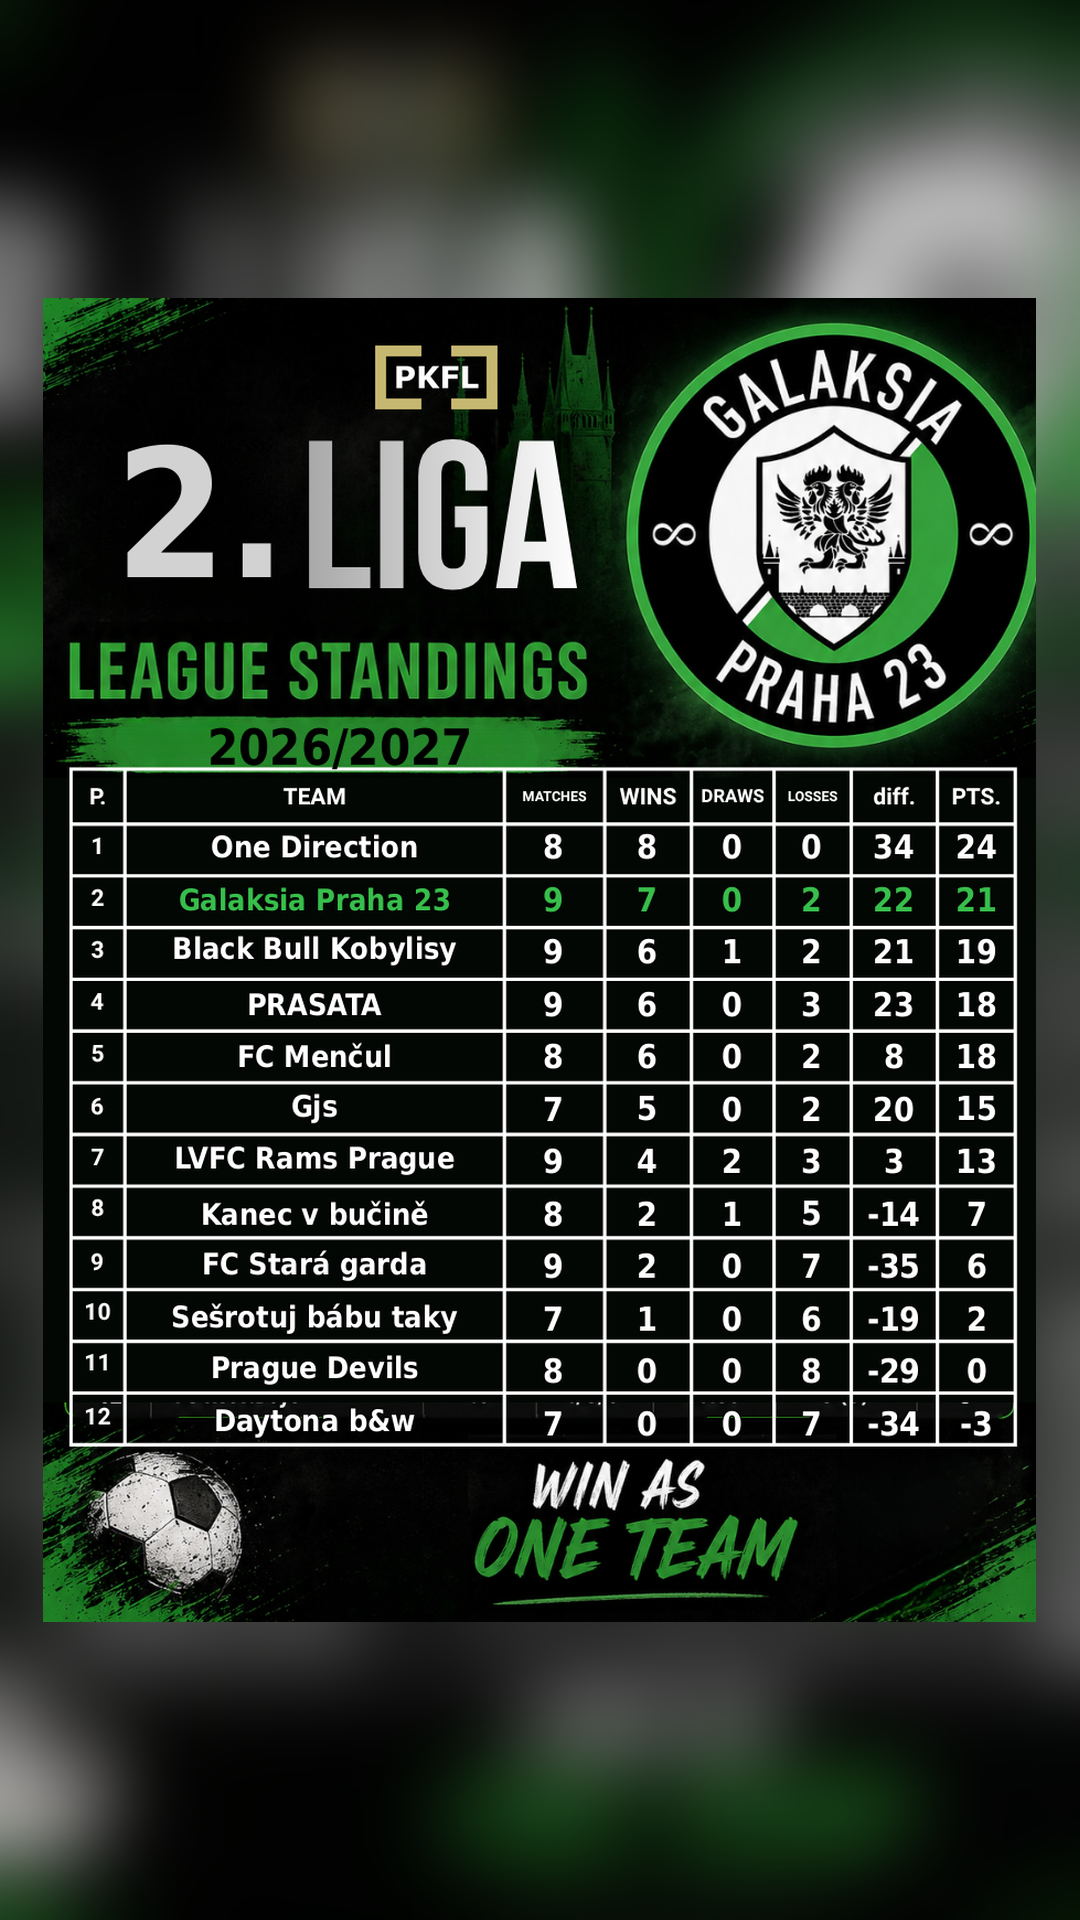 PKFL
2. LIGA
GALAKSIA
∞ ∞
PRAHA 23
LEAGUE STANDINGS
2026/2027
P. TEAM MATCHES WINS DRAWS LOSSES diff. PTS.
1 One Direction 8 8 0 0 34 24
2 Galaksia Praha 23 9 7 0 2 22 21
3 Black Bull Kobylisy 9 6 1 2 21 19
4 PRASATA 9 6 0 3 23 18
5 FC Menčul 8 6 0 2 8 18
6 Gjs 7 5 0 2 20 15
7 LVFC Rams Prague 9 4 2 3 3 13
8 Kanec v bučině 8 2 1 5 -14 7
9 FC Stará garda 9 2 0 7 -35 6
10 Sešrotuj bábu taky 7 1 0 6 -19 2
11 Prague Devils 8 0 0 8 -29 0
12 Daytona b&w 7 0 0 7 -34 -3
WIN AS
ONE TEAM